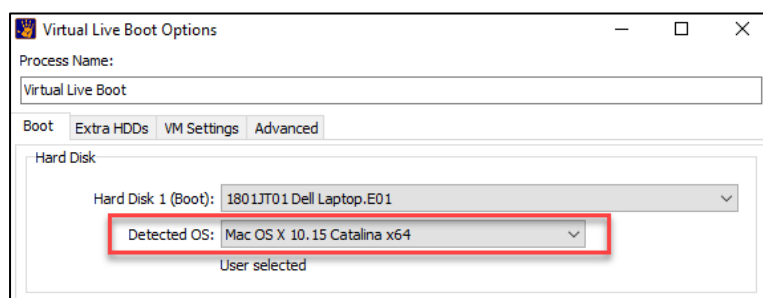 Virtual Live Boot Options
Process Name:
Virtual Live Boot
Boot Extra HDDs VM Settings Advanced
Hard Disk
Hard Disk 1 (Boot): 1801JT01 Dell Laptop.E01
Detected OS: Mac OS X 10.15 Catalina x64
User selected